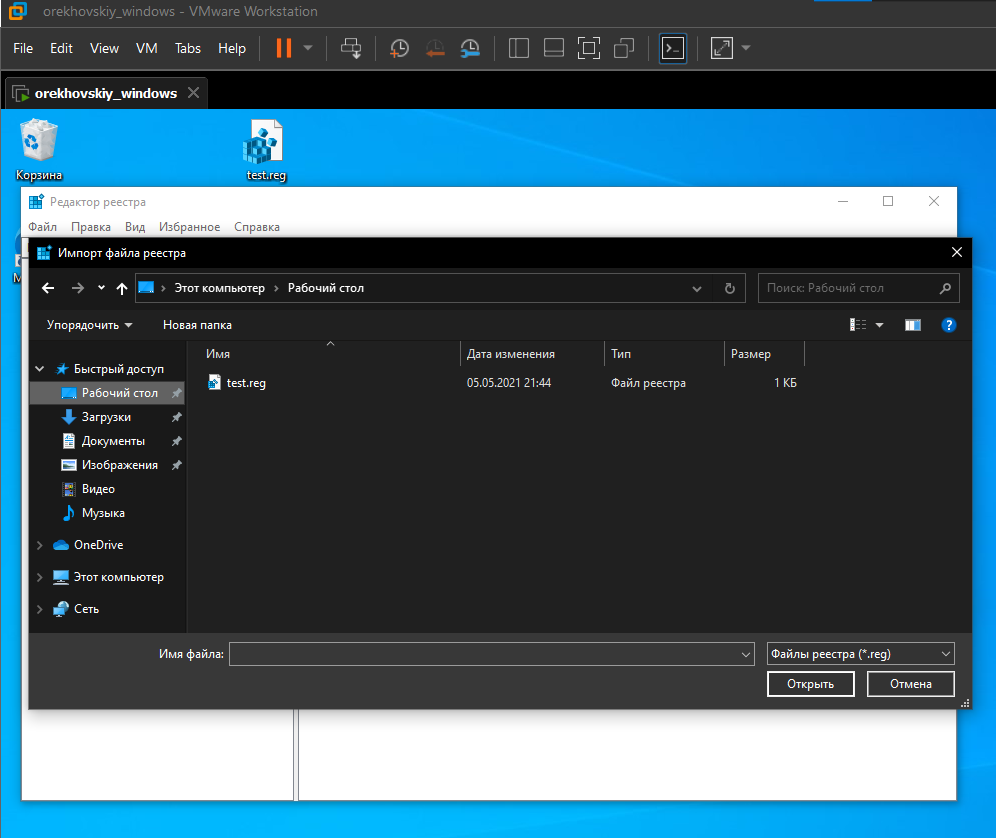 orekhovskiy_windows - VMware Workstation
File Edit View VM Tabs Help
orekhovskiy_windows
Корзина
test.reg
Редактор реестра
Файл Правка Вид Избранное Справка
Импорт файла реестра
Этот компьютер Рабочий стол
Поиск: Рабочий стол
Упорядочить Новая папка
Имя Дата изменения Тип Размер
test.reg 05.05.2021 21:44 Файл реестра 1 КБ
Быстрый доступ
Рабочий стол
Загрузки
Документы
Изображения
Видео
Музыка
OneDrive
Этот компьютер
Сеть
Имя файла:
Файлы реестра (*.reg)
Открыть Отмена